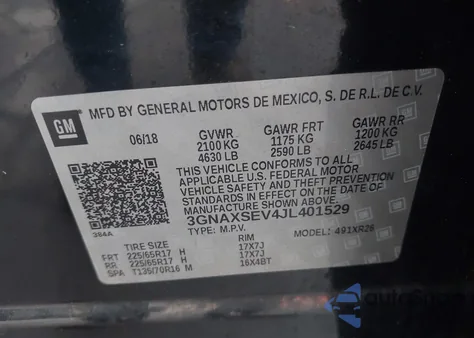 MFD BY GENERAL MOTORS DE MEXICO, S. DE R.L. DE C.V.
GM
06/18 GVWR GAWR FRT GAWR RR
2100 KG 1175 KG 1200 KG
4630 LB 2590 LB 2645 LB
THIS VEHICLE CONFORMS TO ALL
APPLICABLE U.S. FEDERAL MOTOR
VEHICLE SAFETY AND THEFT PREVENTION
STANDARDS IN EFFECT ON THE DATE OF
MANUFACTURE SHOWN ABOVE.
3GNAXSEV4JL401529
384A TYPE: M.P.V. MODEL: 491XR26
TIRE SIZE RIM
FRT 225/65R17 H 17X7J
RR 225/65R17 H 17X7J
SPA T135/70R16 M 16X4BT